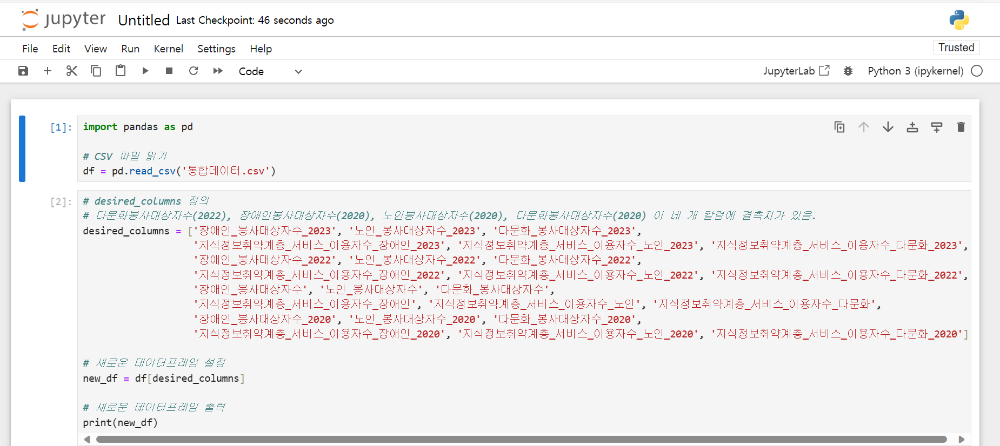 jupyter Untitled Last Checkpoint: 46 seconds ago
File Edit View Run Kernel Settings Help Trusted
Code JupyterLab Python 3 (ipykernel)
[1]: import pandas as pd
# CSV 파일 읽기
df = pd.read_csv('통합데이터.csv')
[2]: # desired_columns 정의
# 다문화봉사대상자수(2022), 장애인봉사대상자수(2020), 노인봉사대상자수(2020), 다문화봉사대상자수(2020) 이 네 개 칼럼에 결측치가 있음.
desired_columns = ['장애인_봉사대상자수_2023', '노인_봉사대상자수_2023', '다문화_봉사대상자수_2023',
'지식정보취약계층_서비스_이용자수_장애인_2023', '지식정보취약계층_서비스_이용자수_노인_2023', '지식정보취약계층_서비스_이용자수_다문화_2023',
'장애인_봉사대상자수_2022', '노인_봉사대상자수_2022', '다문화_봉사대상자수_2022',
'지식정보취약계층_서비스_이용자수_장애인_2022', '지식정보취약계층_서비스_이용자수_노인_2022', '지식정보취약계층_서비스_이용자수_다문화_2022',
'장애인_봉사대상자수', '노인_봉사대상자수', '다문화_봉사대상자수',
'지식정보취약계층_서비스_이용자수_장애인', '지식정보취약계층_서비스_이용자수_노인', '지식정보취약계층_서비스_이용자수_다문화',
'장애인_봉사대상자수_2020', '노인_봉사대상자수_2020', '다문화_봉사대상자수_2020',
'지식정보취약계층_서비스_이용자수_장애인_2020', '지식정보취약계층_서비스_이용자수_노인_2020', '지식정보취약계층_서비스_이용자수_다문화_2020']
# 새로운 데이터프레임 설정
new_df = df[desired_columns]
# 새로운 데이터프레임 출력
print(new_df)